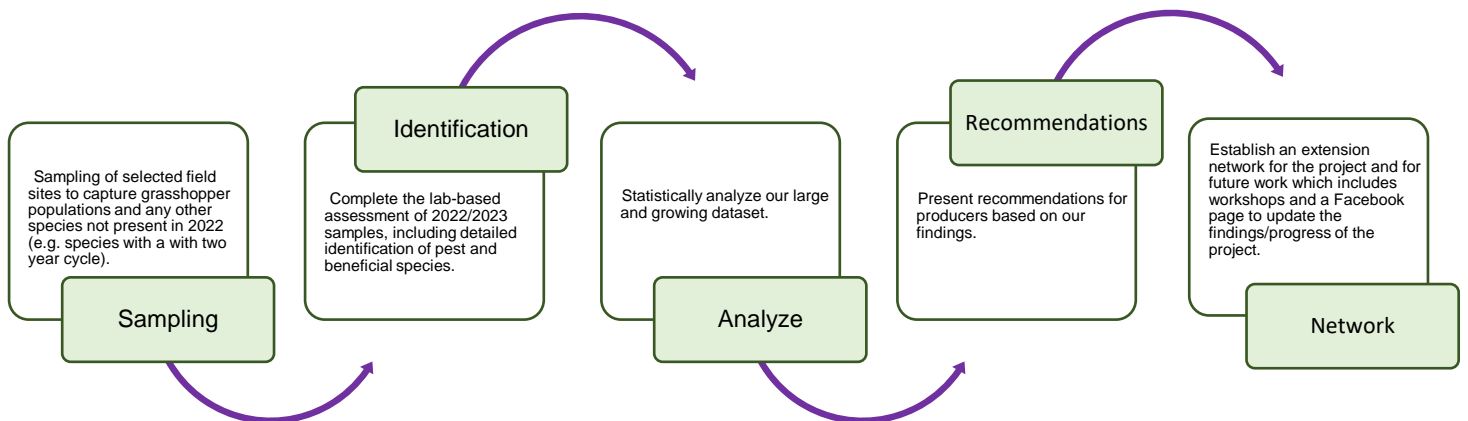 Sampling of selected field
sites to capture grasshopper
populations and any other
species not present in 2022
(e.g. species with a with two
year cycle).
Sampling
Identification
Complete the lab-based
assessment of 2022/2023
samples, including detailed
identification of pest and
beneficial species.
Statistically analyze our large
and growing dataset.
Analyze
Recommendations
Present recommendations for
producers based on our
findings.
Establish an extension
network for the project and for
future work which includes
workshops and a Facebook
page to update the
findings/progress of the
project.
Network